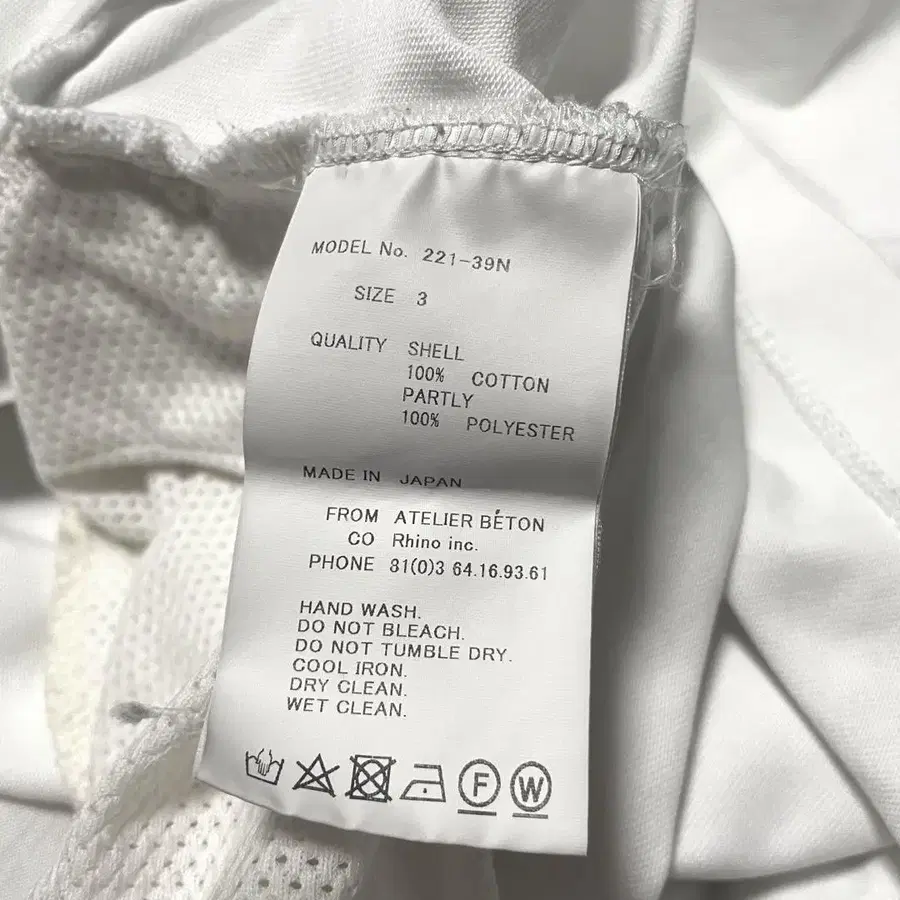 MODEL No. 221-39N
SIZE 3
QUALITY SHELL
100% COTTON
PARTLY
100% POLYESTER
MADE IN JAPAN
FROM ATELIER BÉTON
CO Rhino inc.
PHONE 81(0)3 64.16.93.61
HAND WASH.
DO NOT BLEACH.
DO NOT TUMBLE DRY.
COOL IRON.
DRY CLEAN.
WET CLEAN.
F W